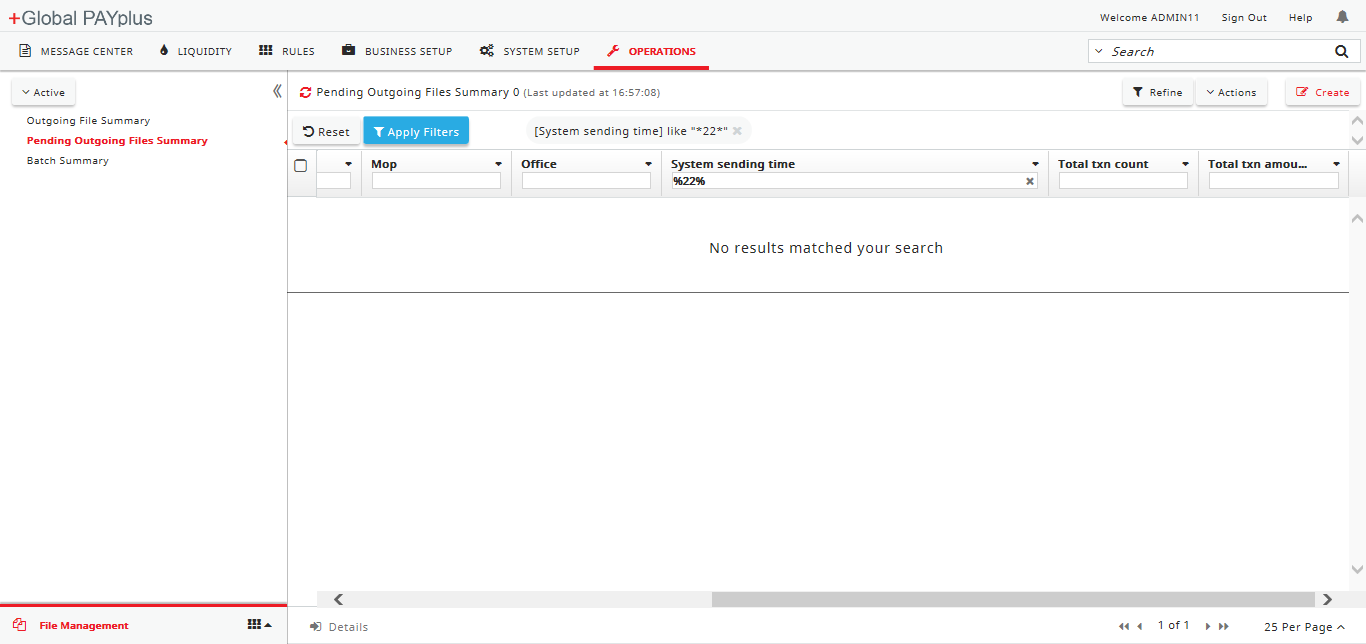 +Global PAYplus
Welcome ADMIN11 Sign Out Help
MESSAGE CENTER LIQUIDITY RULES BUSINESS SETUP SYSTEM SETUP OPERATIONS Search
Active
Outgoing File Summary
Pending Outgoing Files Summary
Batch Summary
Pending Outgoing Files Summary 0 (Last updated at 16:57:08) Refine Actions Create
Reset Apply Filters [System sending time] like "*22*"
Mop Office System sending time Total txn count Total txn amou...
%22%
No results matched your search
File Management
Details 1 of 1 25 Per Page